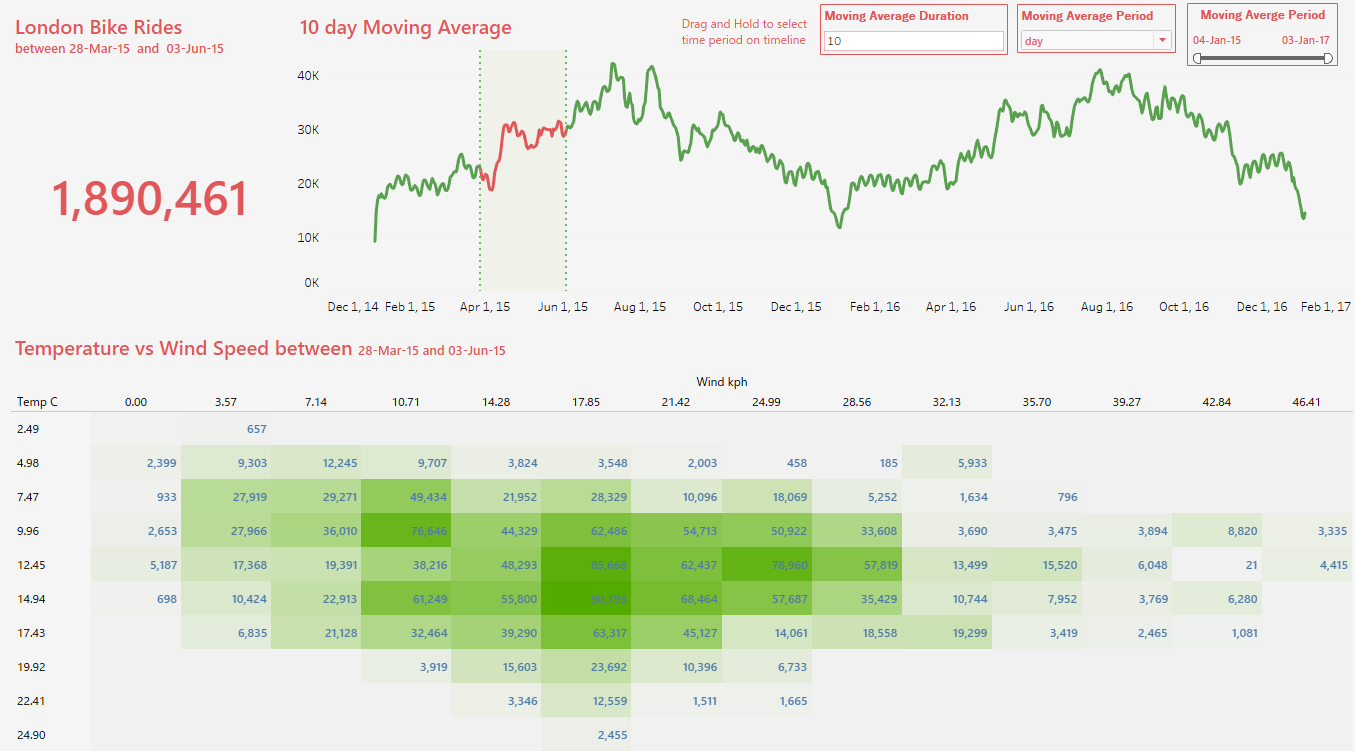 London Bike Rides
between 28-Mar-15 and 03-Jun-15
1,890,461
10 day Moving Average
Drag and Hold to select
time period on timeline
Moving Average Duration
10
Moving Average Period
day
Moving Averge Period
04-Jan-15 03-Jan-17
40K
30K
20K
10K
0K
Dec 1, 14 Feb 1, 15 Apr 1, 15 Jun 1, 15 Aug 1, 15 Oct 1, 15 Dec 1, 15 Feb 1, 16 Apr 1, 16 Jun 1, 16 Aug 1, 16 Oct 1, 16 Dec 1, 16 Feb 1, 17
Temperature vs Wind Speed between 28-Mar-15 and 03-Jun-15
Wind kph
Temp C 0.00 3.57 7.14 10.71 14.28 17.85 21.42 24.99 28.56 32.13 35.70 39.27 42.84 46.41
2.49 657
4.98 2,399 9,303 12,245 9,707 3,824 3,548 2,003 458 185 5,933
7.47 933 27,919 29,271 49,434 21,952 28,329 10,096 18,069 5,252 1,634 796
9.96 2,653 27,966 36,010 76,646 44,329 62,486 54,713 50,922 33,608 3,690 3,475 3,894 8,820 3,335
12.45 5,187 17,368 19,391 38,216 48,293 85,668 62,437 78,960 57,819 13,499 15,520 6,048 21 4,415
14.94 698 10,424 22,913 61,249 55,800 68,464 57,687 35,429 10,744 7,952 3,769 6,280
17.43 6,835 21,128 32,464 39,290 63,317 45,127 14,061 18,558 19,299 3,419 2,465 1,081
19.92 3,919 15,603 23,692 10,396 6,733
22.41 3,346 12,559 1,511 1,665
24.90 2,455